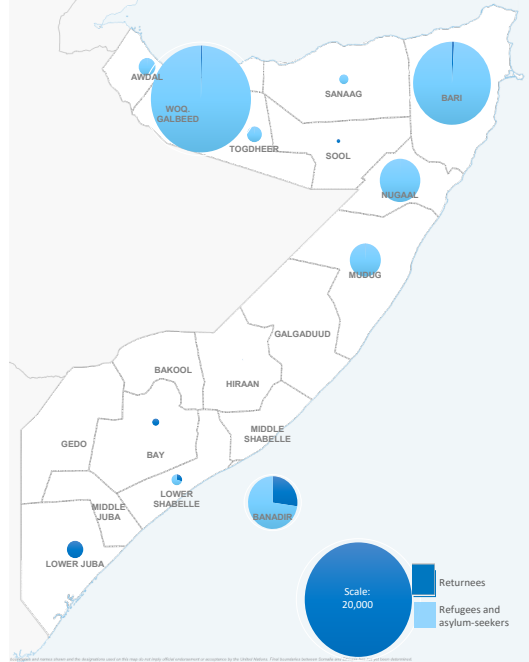 AWDAL
WOQ.
GALBEED
TOGDHEER
SANAAG
SOOL
BARI
NUGAAL
MUDUG
GALGADUUD
BAKOOL
HIRAAN
GEDO
BAY
MIDDLE
SHABELLE
LOWER
SHABELLE
MIDDLE
JUBA
BANADIR
LOWER JUBA
Scale:
20,000
Returnees
Refugees and
asylum-seekers